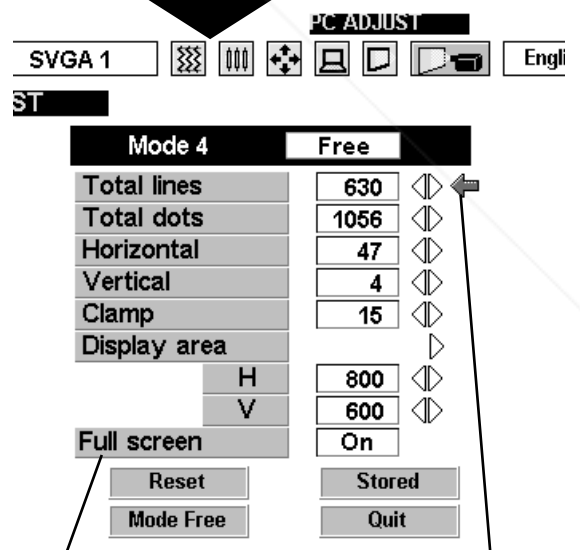 PC ADJUST
SVGA 1 Engli
ST
Mode 4 Free
Total lines 630
Total dots 1056
Horizontal 47
Vertical 4
Clamp 15
Display area
H 800
V 600
Full screen On
Reset Stored
Mode Free Quit